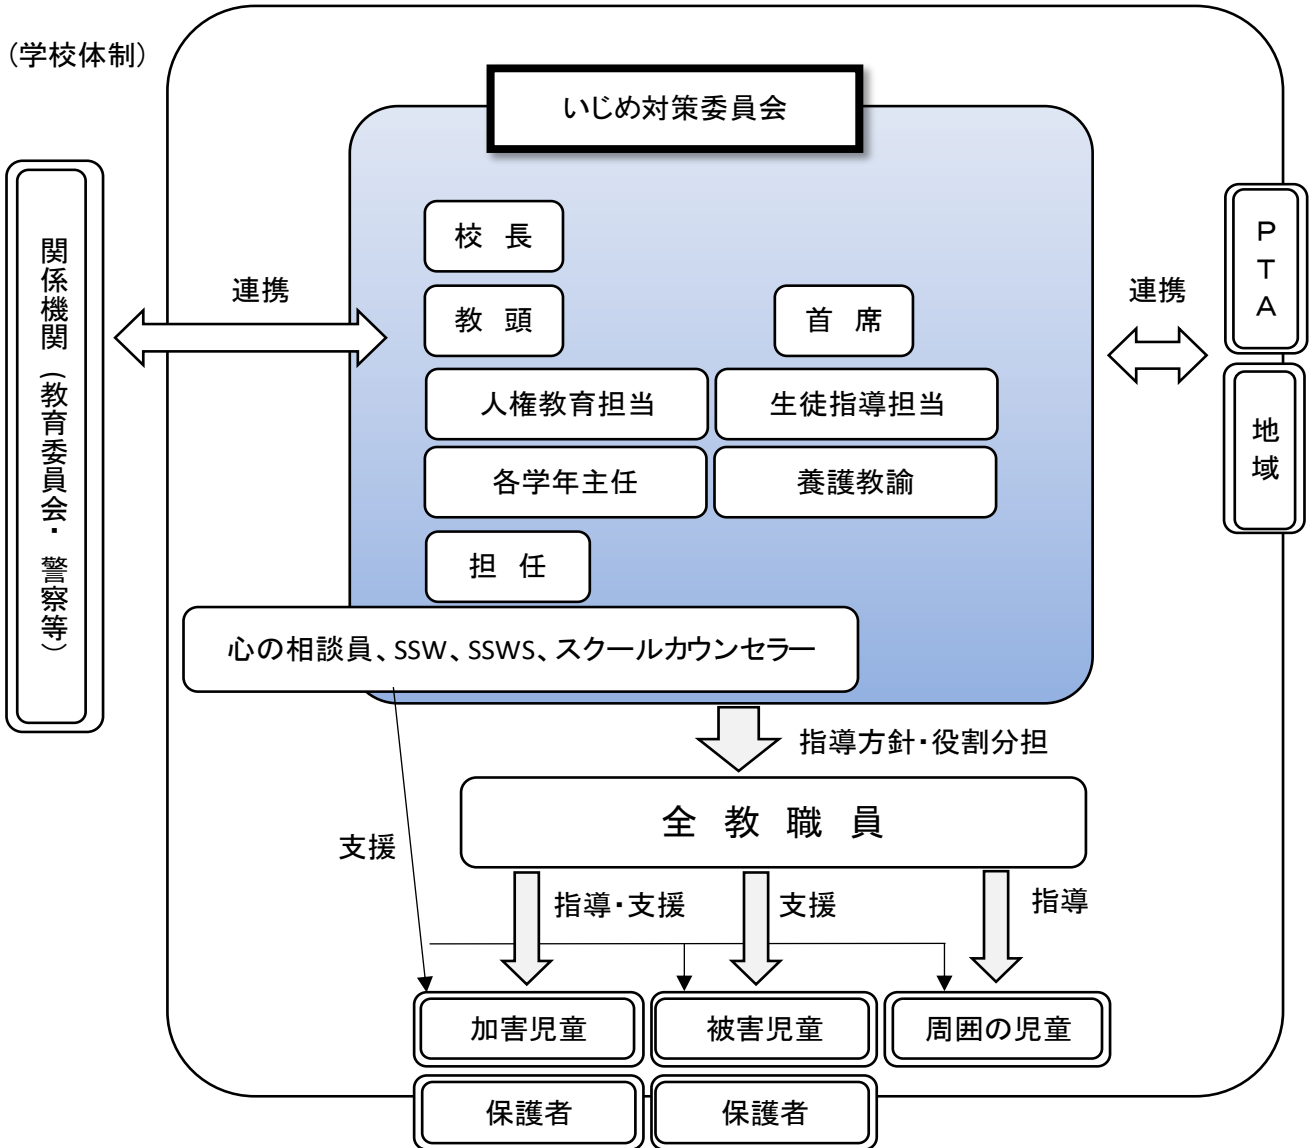 (学校体制)
いじめ対策委員会
校 長
教 頭
首 席
人権教育担当
生徒指導担当
各学年主任
養護教諭
担 任
心の相談員、SSW、SSWS、スクールカウンセラー
関係機関(教育委員会・警察等)
連携
連携
PTA
地域
指導方針・役割分担
全 教 職 員
支援
指導・支援
支援
指導
加害児童
被害児童
周囲の児童
保護者
保護者